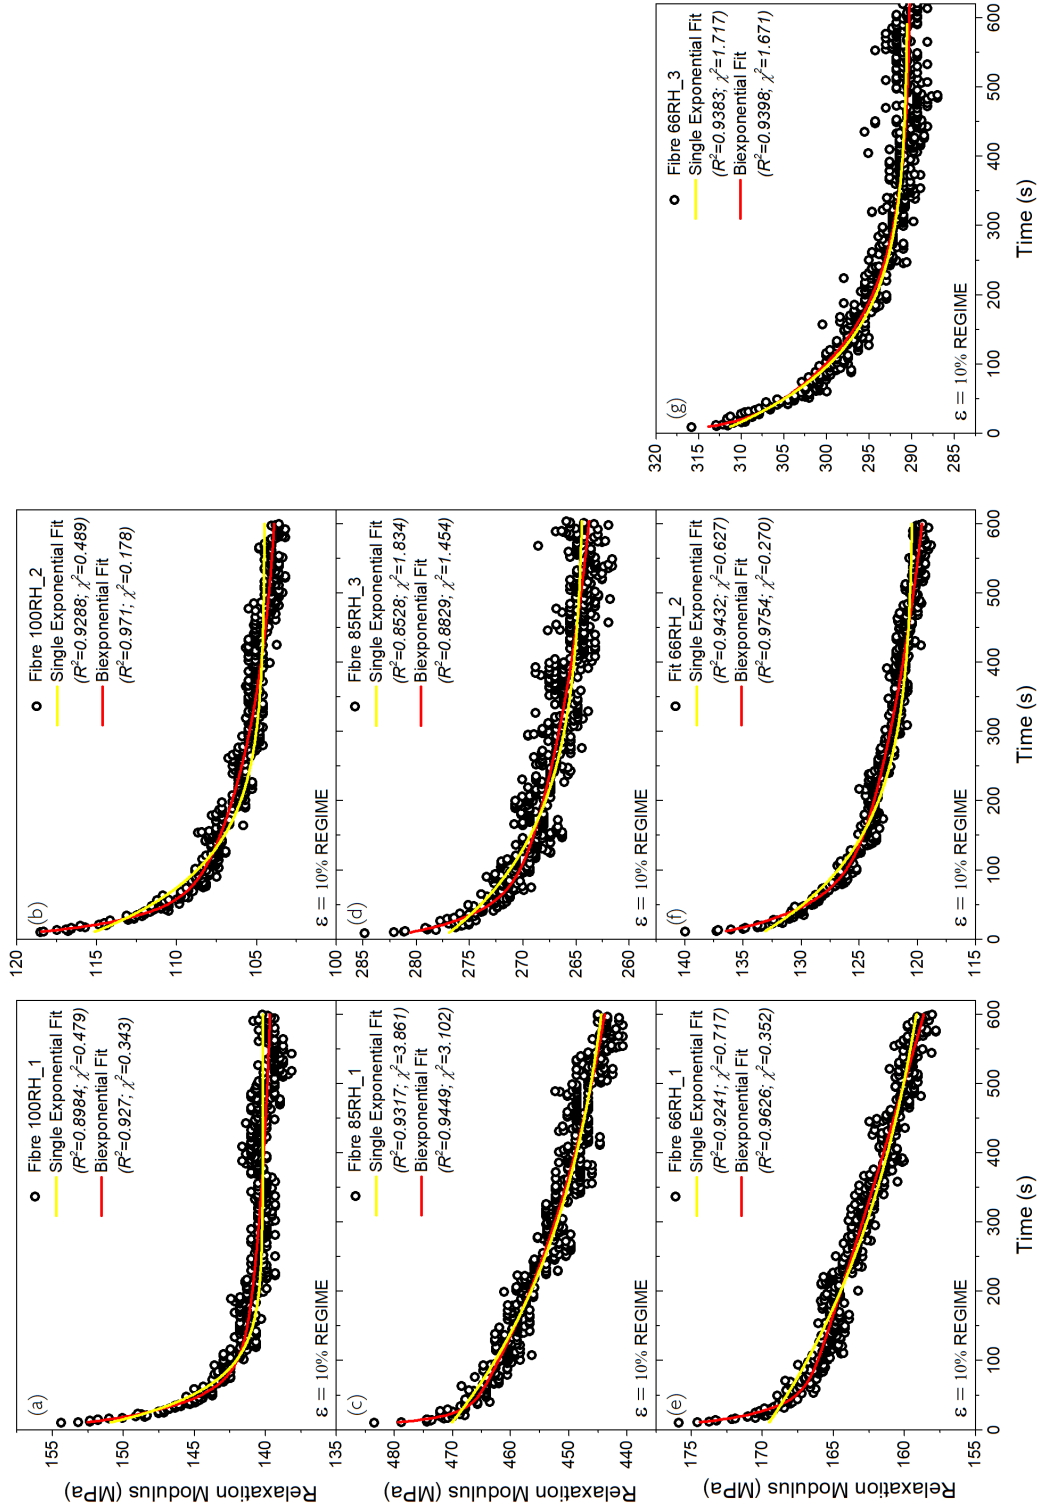 (a)
Fibre 100RH_1
Single Exponential Fit
(R²=0.8984; χ²=0.479)
Biexponential Fit
(R²=0.927; χ²=0.343)
ε = 10% REGIME
155
150
145
140
135
Relaxation Modulus (MPa)
(b)
Fibre 100RH_2
Single Exponential Fit
(R²=0.9288; χ²=0.489)
Biexponential Fit
(R²=0.971; χ²=0.178)
ε = 10% REGIME
120
115
110
105
100
(c)
Fibre 85RH_1
Single Exponential Fit
(R²=0.9317; χ²=3.861)
Biexponential Fit
(R²=0.9449; χ²=3.102)
ε = 10% REGIME
480
470
460
450
440
Relaxation Modulus (MPa)
(d)
Fibre 85RH_3
Single Exponential Fit
(R²=0.8528; χ²=1.834)
Biexponential Fit
(R²=0.8829; χ²=1.454)
ε = 10% REGIME
285
280
275
270
265
260
(e)
Fibre 66RH_1
Single Exponential Fit
(R²=0.9241; χ²=0.717)
Biexponential Fit
(R²=0.9626; χ²=0.352)
ε = 10% REGIME
175
170
165
160
Relaxation Modulus (MPa)
0 100 200 300 400 500 600
Time (s)
(f)
Fit 66RH_2
Single Exponential Fit
(R²=0.9432; χ²=0.627)
Biexponential Fit
(R²=0.9754; χ²=0.270)
ε = 10% REGIME
140
135
130
125
120
115
0 100 200 300 400 500 600
Time (s)
(g)
Fibre 66RH_3
Single Exponential Fit
(R²=0.9383; χ²=1.717)
Biexponential Fit
(R²=0.9398; χ²=1.671)
ε = 10% REGIME
320
315
310
305
300
295
290
285
0 100 200 300 400 500 600
Time (s)